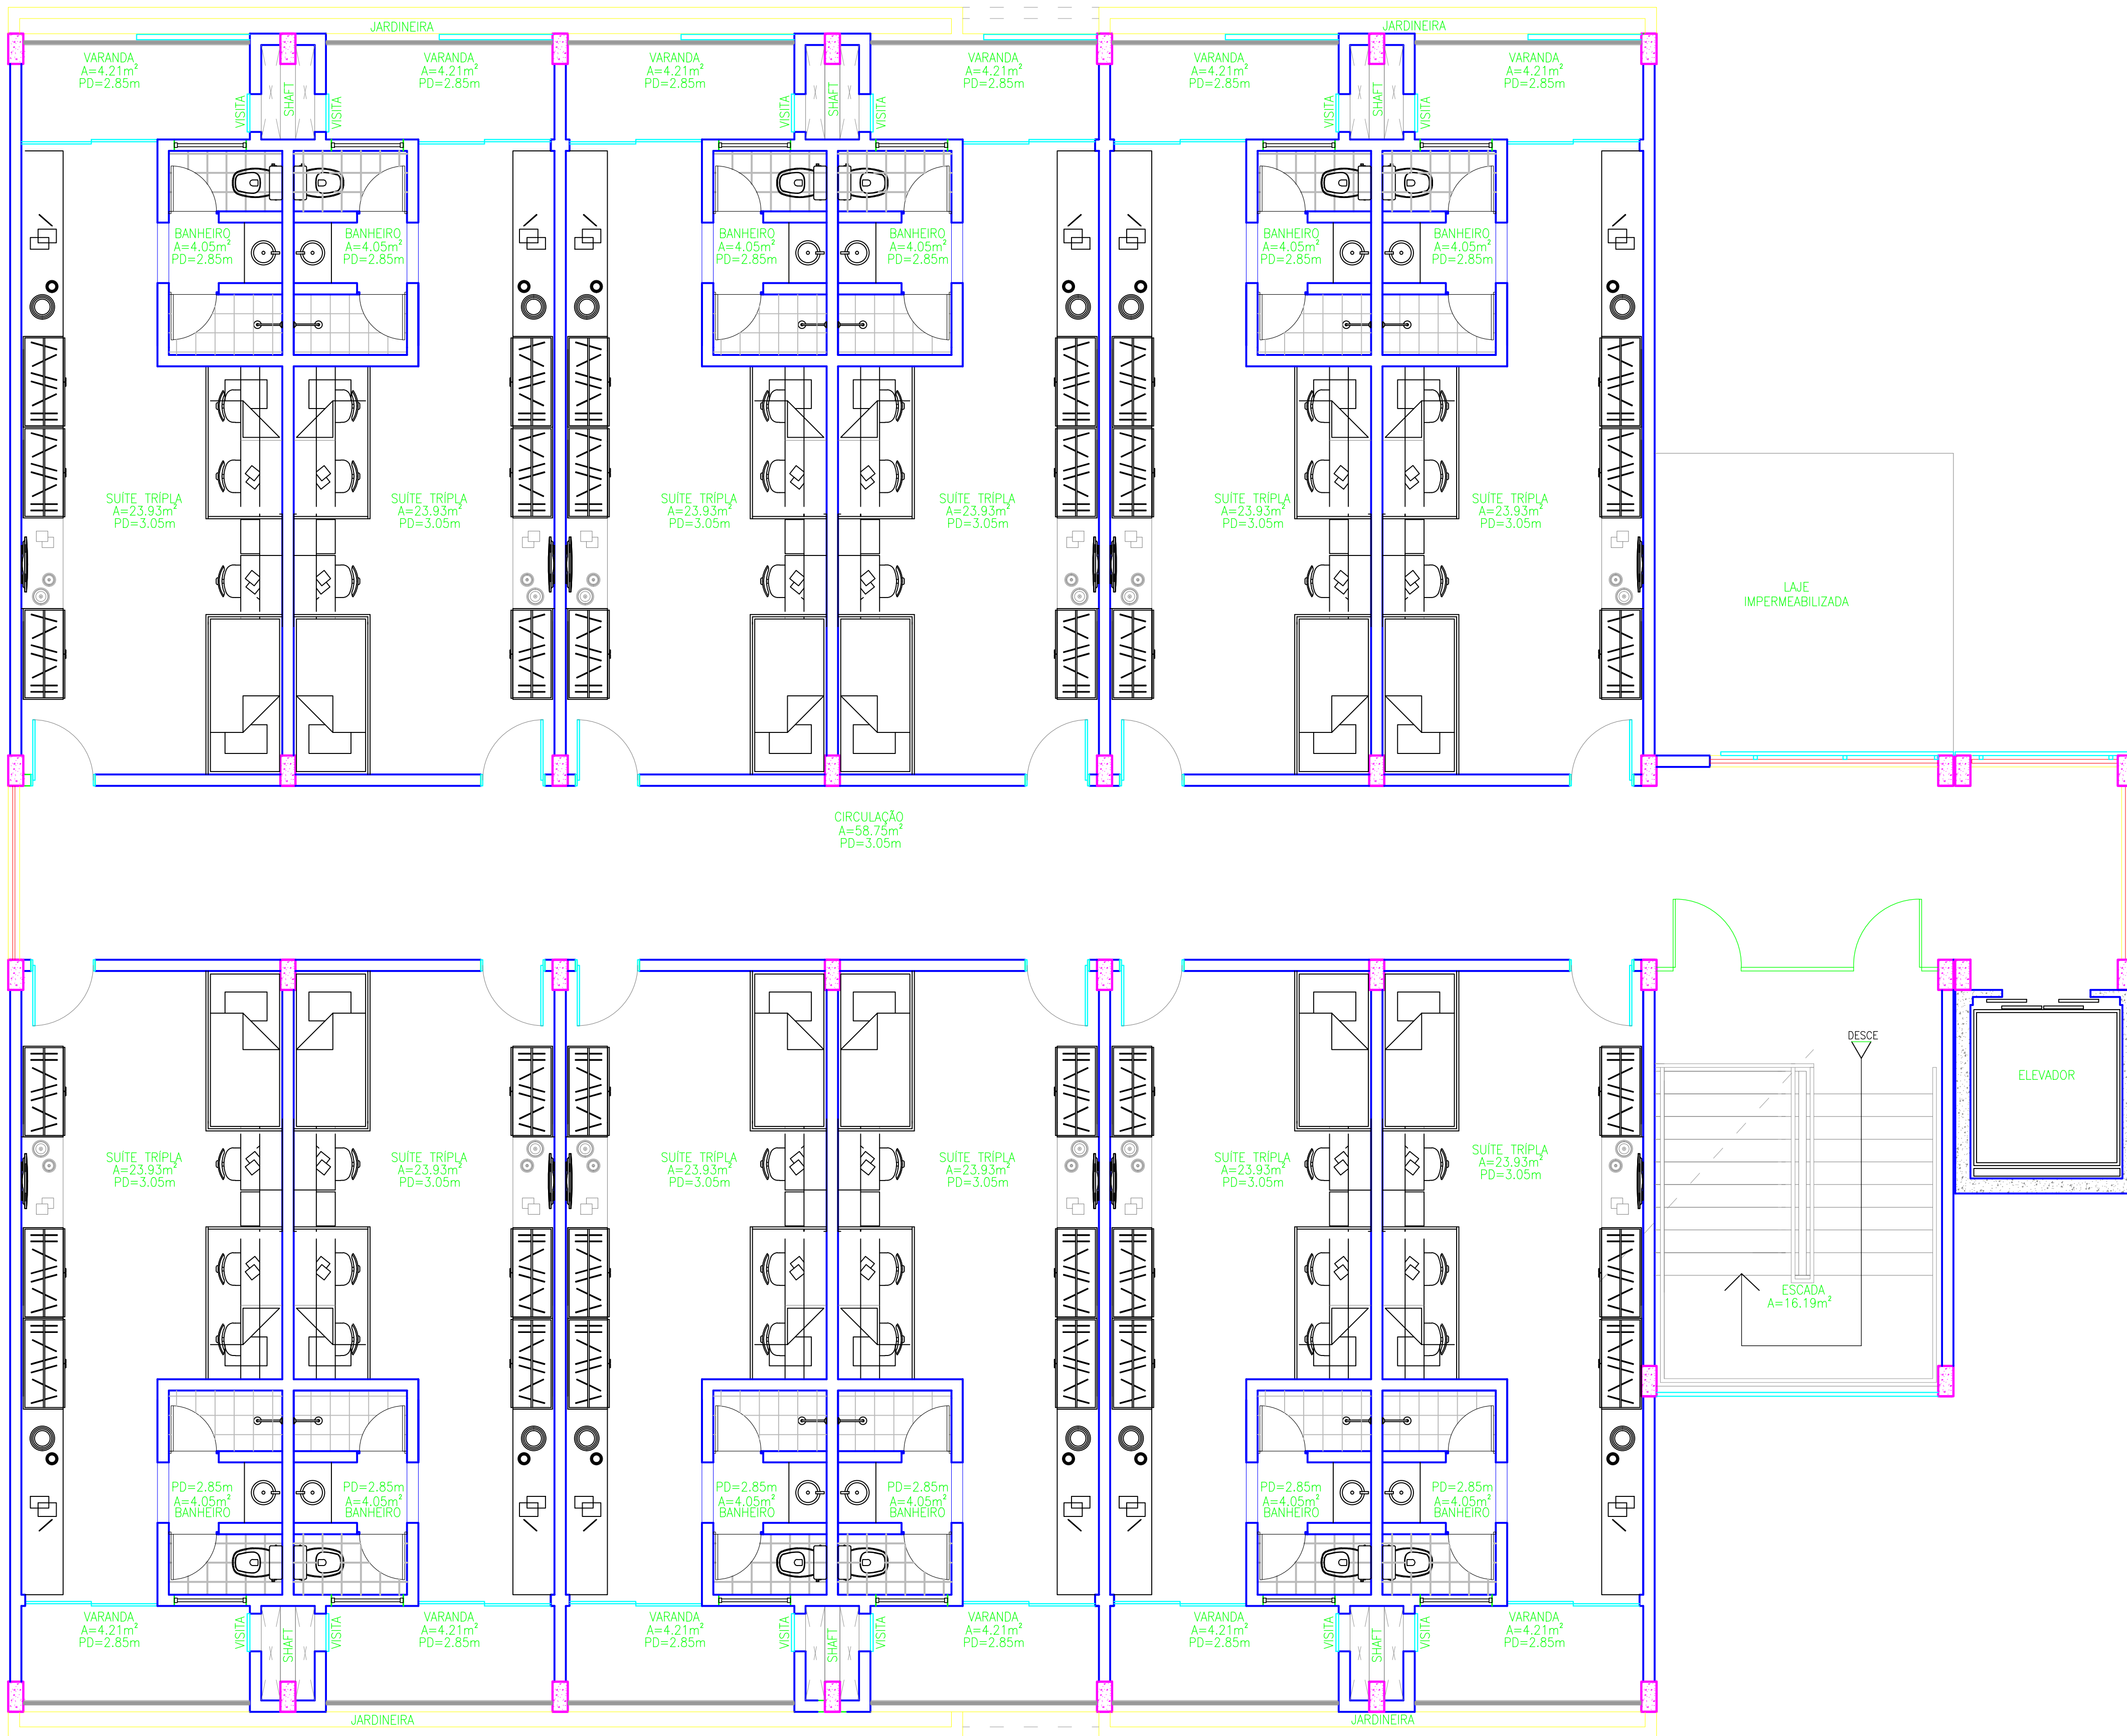 JARDINEIRA
JARDINEIRA
VARANDA
A=4.21m²
PD=2.85m
VARANDA
A=4.21m²
PD=2.85m
VARANDA
A=4.21m²
PD=2.85m
VARANDA
A=4.21m²
PD=2.85m
VARANDA
A=4.21m²
PD=2.85m
VARANDA
A=4.21m²
PD=2.85m
VISITA
SHAFT
VISITA
VISITA
SHAFT
VISITA
VISITA
SHAFT
VISITA
BANHEIRO
A=4.05m²
PD=2.85m
BANHEIRO
A=4.05m²
PD=2.85m
BANHEIRO
A=4.05m²
PD=2.85m
BANHEIRO
A=4.05m²
PD=2.85m
BANHEIRO
A=4.05m²
PD=2.85m
BANHEIRO
A=4.05m²
PD=2.85m
SUÍTE TRÍPLA
A=23.93m²
PD=3.05m
SUÍTE TRÍPLA
A=23.93m²
PD=3.05m
SUÍTE TRÍPLA
A=23.93m²
PD=3.05m
SUÍTE TRÍPLA
A=23.93m²
PD=3.05m
SUÍTE TRÍPLA
A=23.93m²
PD=3.05m
SUÍTE TRÍPLA
A=23.93m²
PD=3.05m
LAJE
IMPERMEABILIZADA
CIRCULAÇÃO
A=58.75m²
PD=3.05m
DESCE
ELEVADOR
SUÍTE TRÍPLA
A=23.93m²
PD=3.05m
SUÍTE TRÍPLA
A=23.93m²
PD=3.05m
SUÍTE TRÍPLA
A=23.93m²
PD=3.05m
SUÍTE TRÍPLA
A=23.93m²
PD=3.05m
SUÍTE TRÍPLA
A=23.93m²
PD=3.05m
SUÍTE TRÍPLA
A=23.93m²
PD=3.05m
ESCADA
A=16.19m²
PD=2.85m
A=4.05m²
BANHEIRO
PD=2.85m
A=4.05m²
BANHEIRO
PD=2.85m
A=4.05m²
BANHEIRO
PD=2.85m
A=4.05m²
BANHEIRO
PD=2.85m
A=4.05m²
BANHEIRO
PD=2.85m
A=4.05m²
BANHEIRO
VARANDA
A=4.21m²
PD=2.85m
VARANDA
A=4.21m²
PD=2.85m
VARANDA
A=4.21m²
PD=2.85m
VARANDA
A=4.21m²
PD=2.85m
VARANDA
A=4.21m²
PD=2.85m
VARANDA
A=4.21m²
PD=2.85m
VISITA
SHAFT
VISITA
VISITA
SHAFT
VISITA
VISITA
SHAFT
VISITA
JARDINEIRA
JARDINEIRA